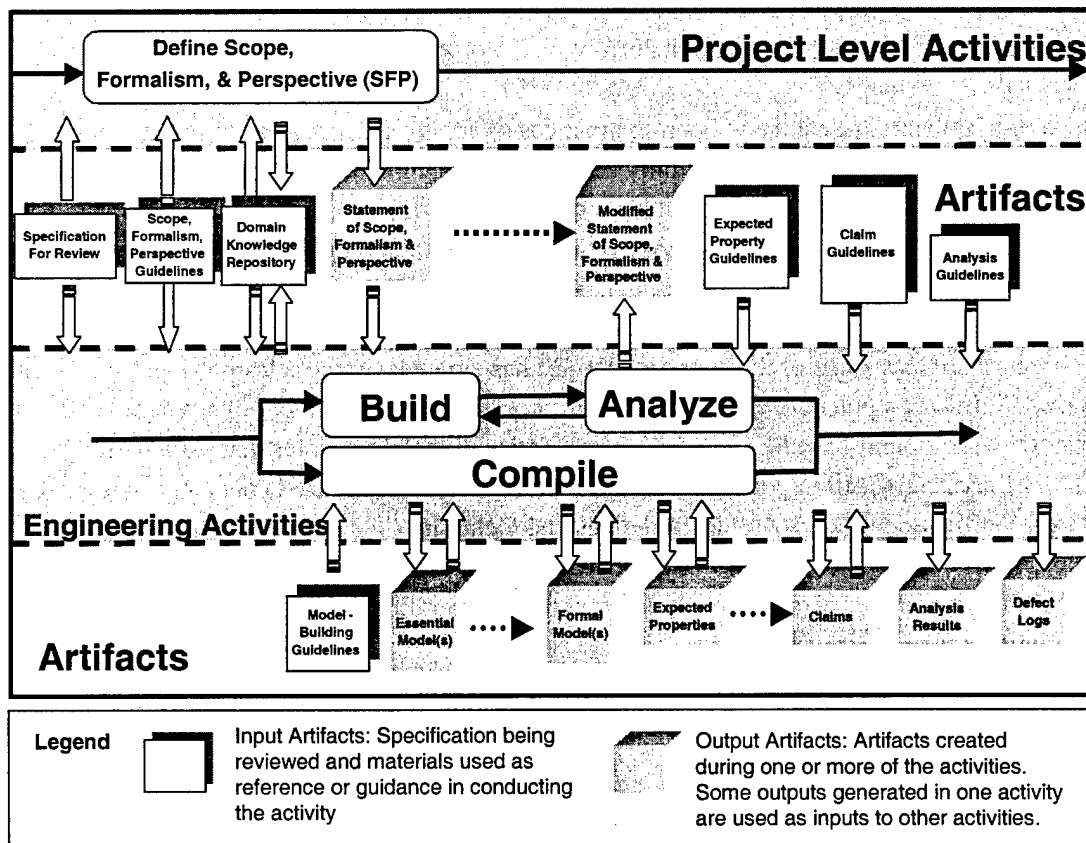 Define Scope,
Formalism, & Perspective (SFP)
Project Level Activities
Specification
For Review
Scope,
Formalism,
Perspective
Guidelines
Domain
Knowledge
Repository
Statement
of Scope,
Formalism &
Perspective
Modified
Statement
of Scope,
Formalism &
Perspective
Expected
Property
Guidelines
Claim
Guidelines
Artifacts
Analysis
Guidelines
Build
Analyze
Compile
Engineering Activities
Artifacts
Model -
Building
Guidelines
Essential
Model(s)
Formal
Model(s)
Expected
Properties
Claims
Analysis
Results
Defect
Logs
Legend
Input Artifacts: Specification being
reviewed and materials used as
reference or guidance in conducting
the activity
Output Artifacts: Artifacts created
during one or more of the activities.
Some outputs generated in one activity
are used as inputs to other activities.